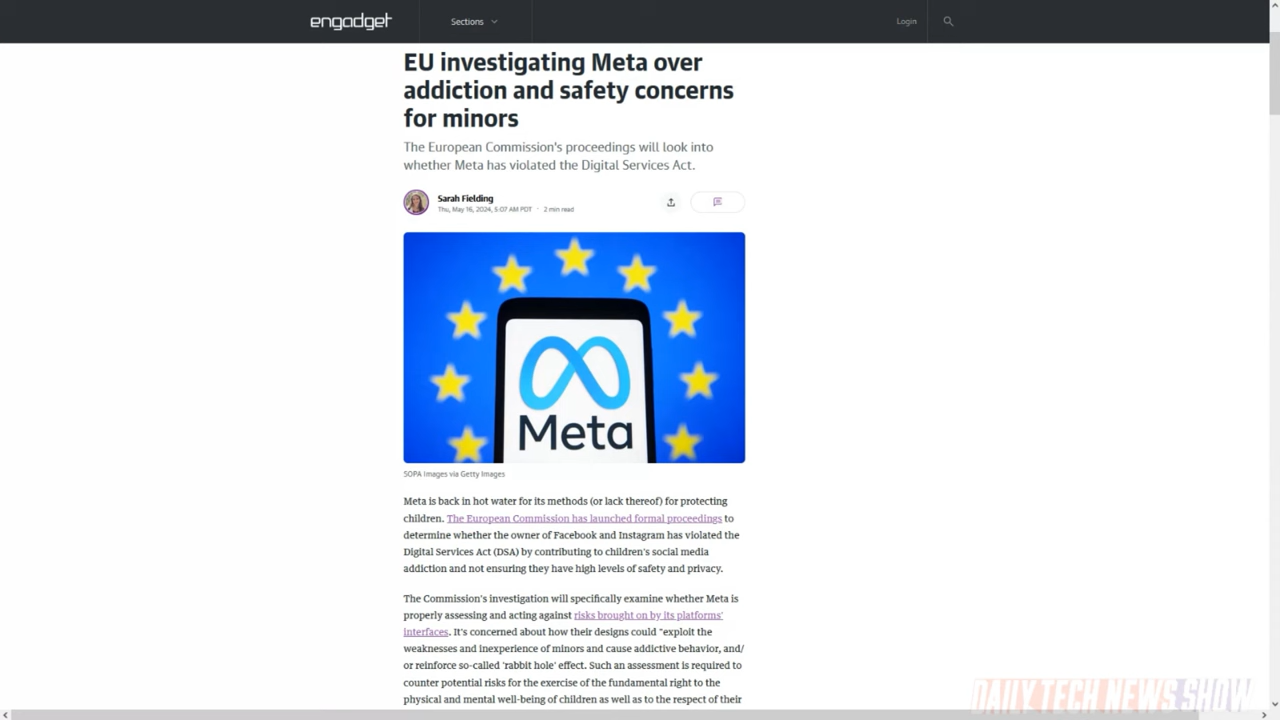 engadget
Sections
Login
EU investigating Meta over
addiction and safety concerns
for minors
The European Commission's proceedings will look into
whether Meta has violated the Digital Services Act.
Sarah Fielding
Thu, May 16, 2024, 5:07 AM PDT · 2 min read
Meta
SOPA Images via Getty Images
Meta is back in hot water for its methods (or lack thereof) for protecting
children. The European Commission has launched formal proceedings to
determine whether the owner of Facebook and Instagram has violated the
Digital Services Act (DSA) by contributing to children's social media
addiction and not ensuring they have high levels of safety and privacy.
The Commission's investigation will specifically examine whether Meta is
properly assessing and acting against risks brought on by its platforms'
interfaces. It's concerned about how their designs could "exploit the
weaknesses and inexperience of minors and cause addictive behavior, and/
or reinforce so-called 'rabbit hole' effect. Such an assessment is required to
counter potential risks for the exercise of the fundamental right to the
physical and mental well-being of children as well as to the respect of their
DAILY TECH NEWS SHOW